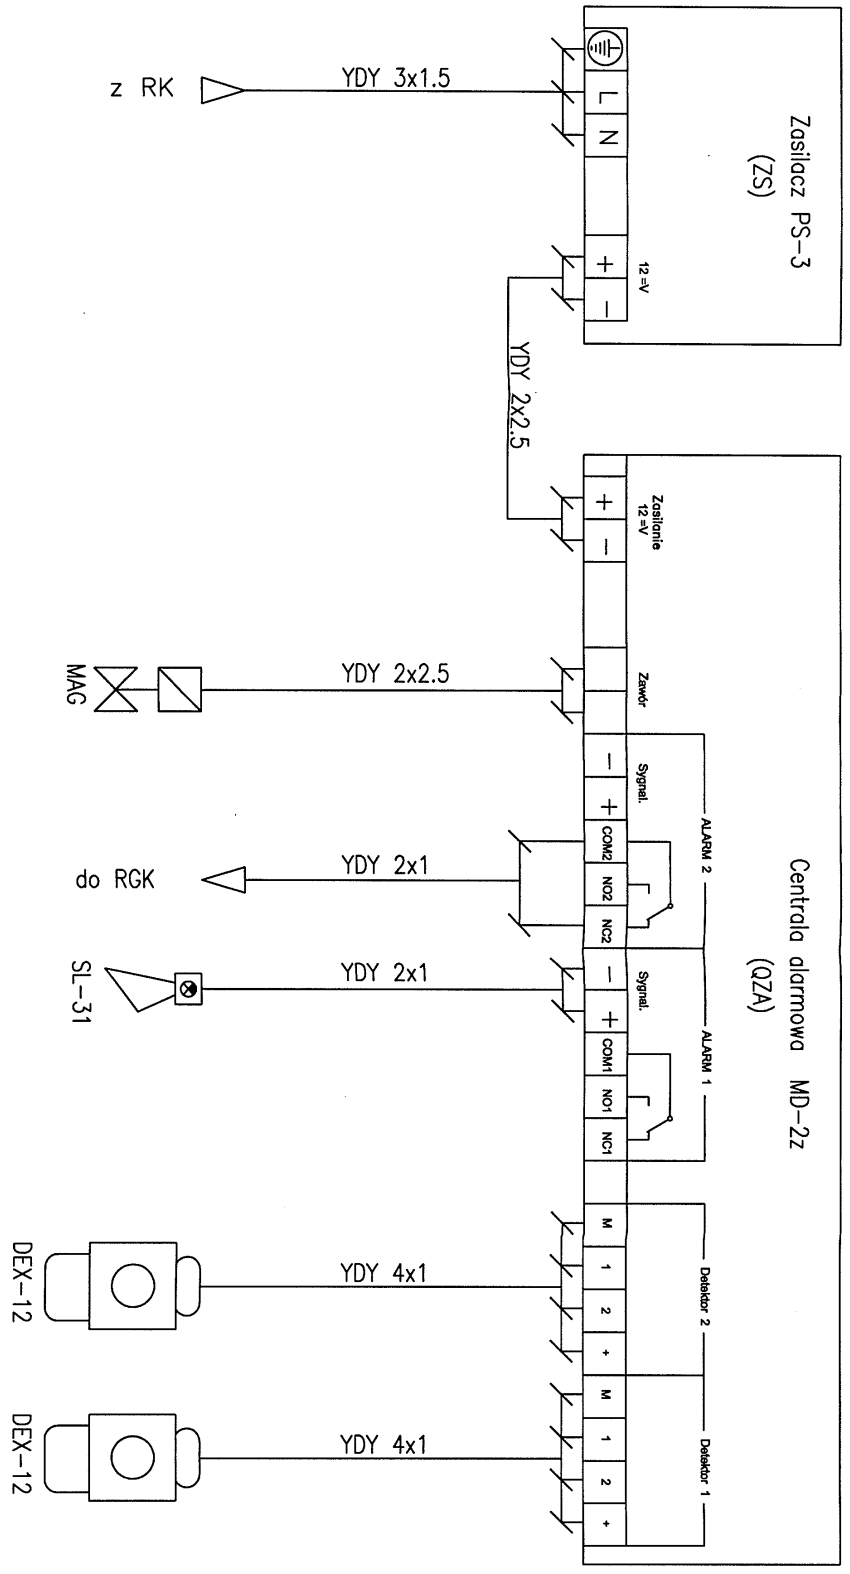 Zasilacz PS-3
(ZS)
L
N
12 =V
+
−
z RK
YDY 3x1.5
YDY 2x2.5
Centrala alarmowa MD-2z
(QZA)
Zasilanie
12 =V
+
−
Zawór
YDY 2x2.5
MAG
ALARM 2
Sygnal.
−
+
COM2
NO2
NC2
YDY 2x1
do RGK
ALARM 1
Sygnal.
−
+
COM1
NO1
NC1
YDY 2x1
SL-31
Detektor 2
M
1
2
+
YDY 4x1
DEX-12
Detektor 1
M
1
2
+
YDY 4x1
DEX-12